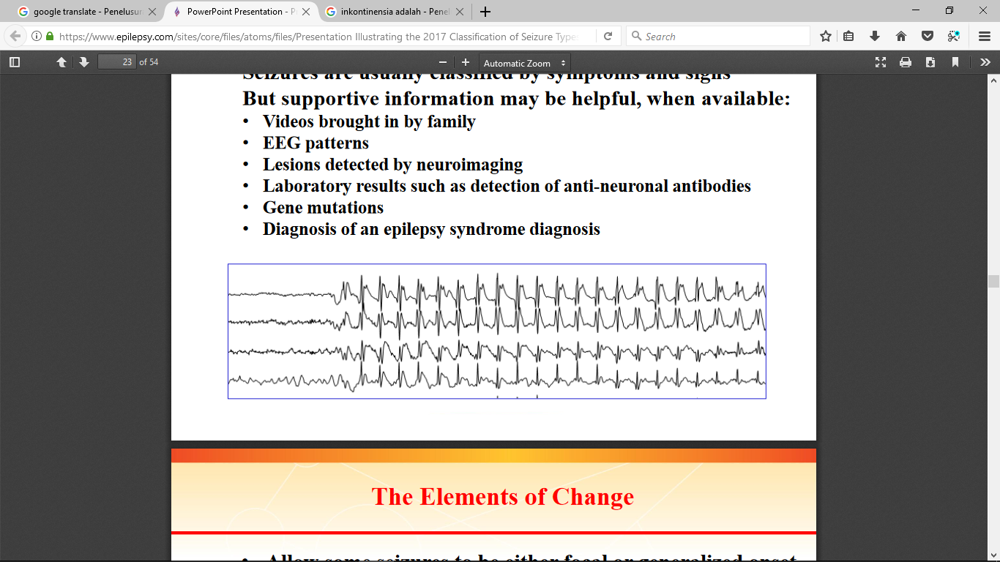 google translate - Penelusur
PowerPoint Presentation - P
inkontinensia adalah - Penel
https://www.epilepsy.com/sites/core/files/atoms/files/Presentation Illustrating the 2017 Classification of Seizure Type
Search
23 of 54
Automatic Zoom
Seizures are usually classified by symptoms and signs
But supportive information may be helpful, when available:
• Videos brought in by family
• EEG patterns
• Lesions detected by neuroimaging
• Laboratory results such as detection of anti-neuronal antibodies
• Gene mutations
• Diagnosis of an epilepsy syndrome diagnosis
The Elements of Change
• Allow some seizures to be either focal or generalized onset